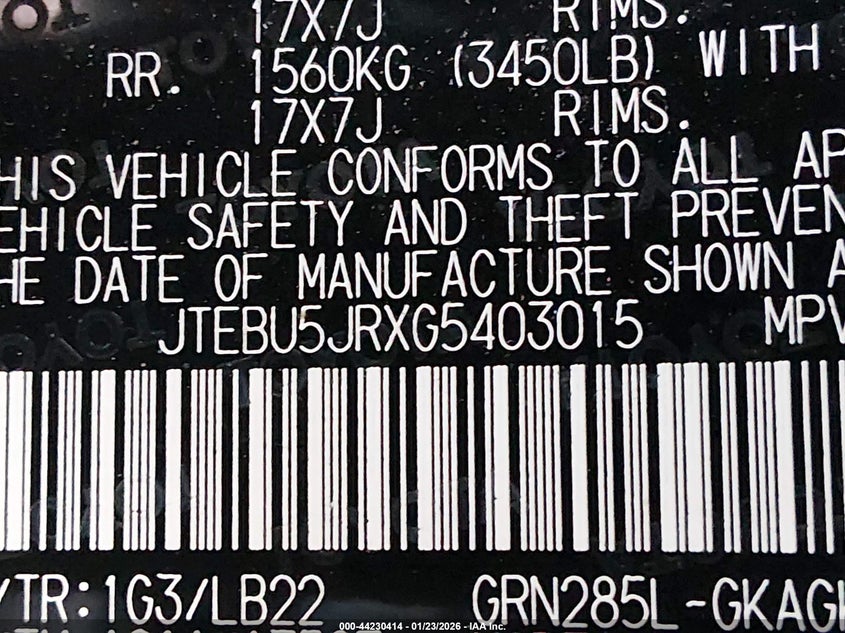 17X7J RIMS.
RR. 1560KG (3450LB) WITH
17X7J RIMS.
HIS VEHICLE CONFORMS TO ALL AP
EHICLE SAFETY AND THEFT PREVEN
HE DATE OF MANUFACTURE SHOWN A
JTEBU5JRXG5403015 MPV
/TR:1G3/LB22 GRN285L-GKAGK
000-44230414 - 01/23/2026 - IAA Inc.